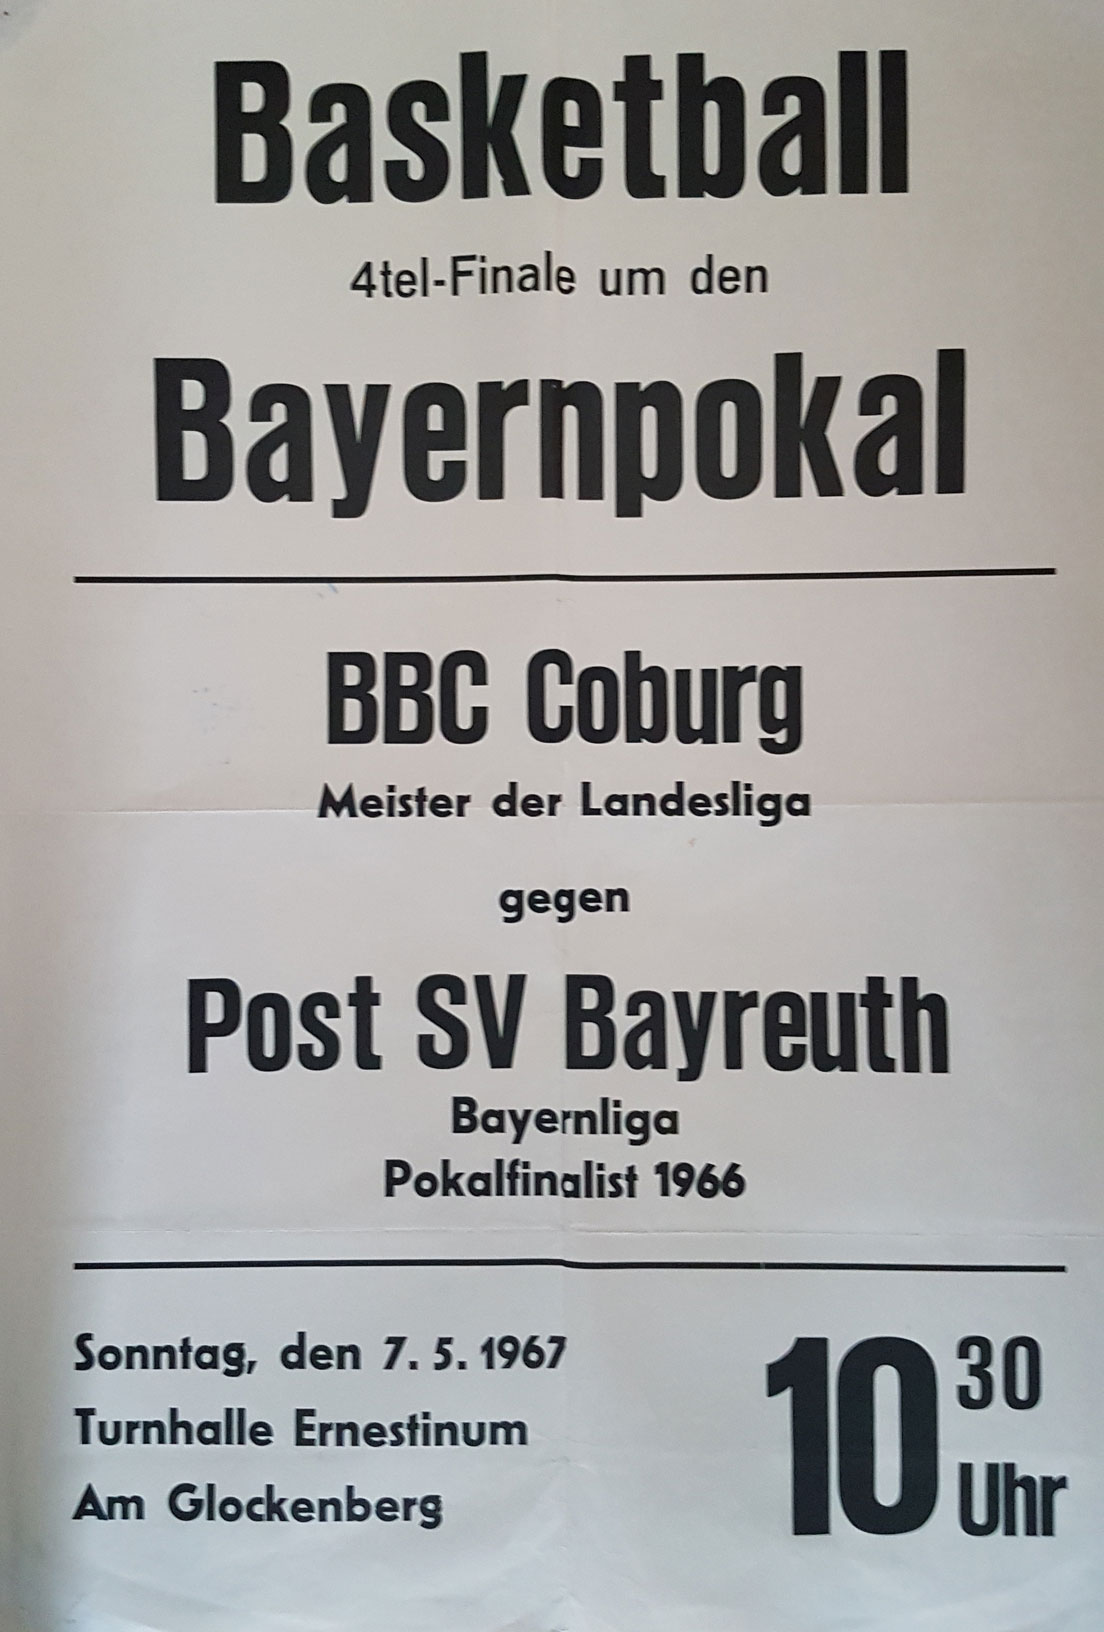 Basketball
4tel-Finale um den
Bayernpokal
BBC Coburg
Meister der Landesliga
gegen
Post SV Bayreuth
Bayernliga
Pokalfinalist 1966
Sonntag, den 7. 5. 1967
Turnhalle Ernestinum
Am Glockenberg
10 30
Uhr